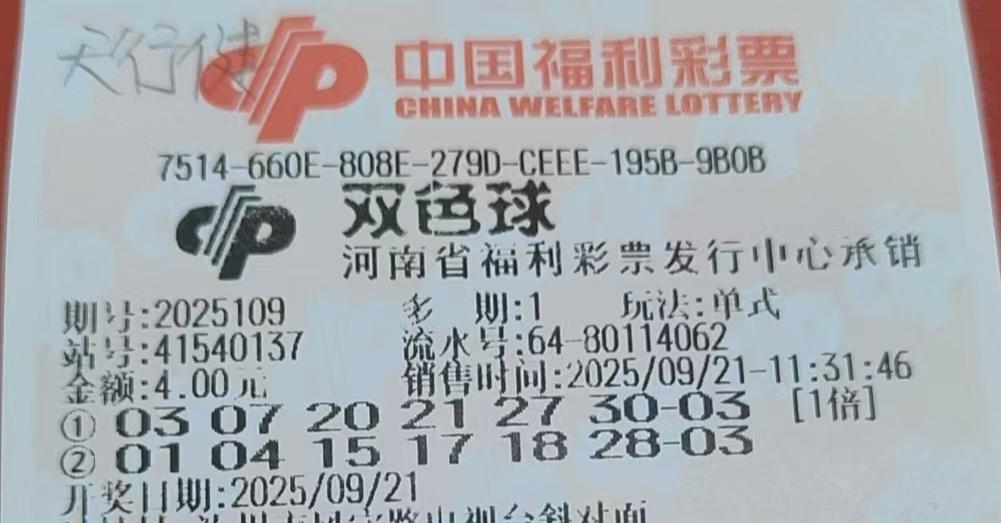 天行健
中国福利彩票
CHINA WELFARE LOTTERY
7514-660E-808E-279D-CEEE-195B-9B0B
双色球
河南省福利彩票发行中心承销
期号:2025109 多 期:1 玩法:单式
站号:41540137 流水号:64-80114062
金额:4.00元 销售时间:2025/09/21-11:31:46
① 03 07 20 21 27 30-03 [1倍]
② 01 04 15 17 18 28-03
开奖日期:2025/09/21
斜对面